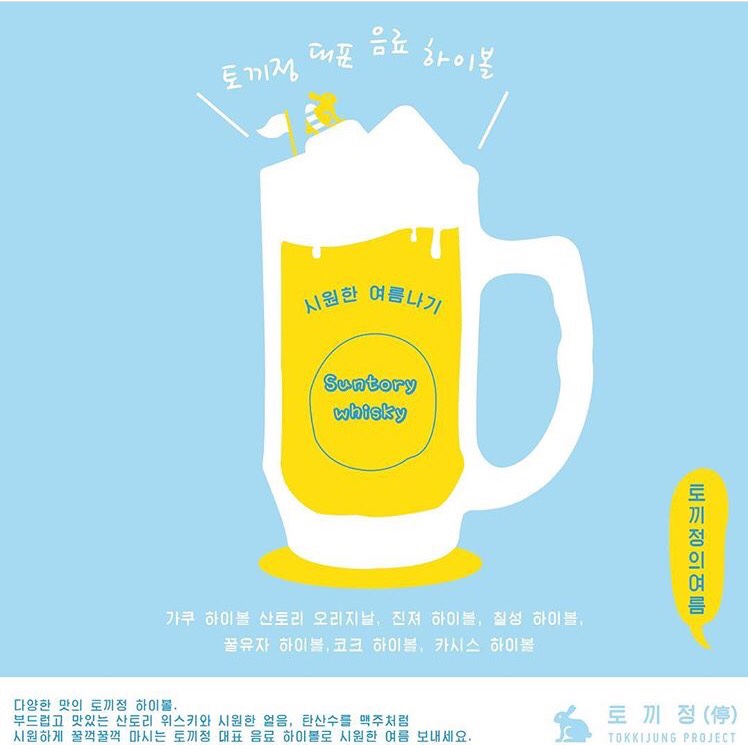 토끼정 대표 음료 하이볼
시원한 여름나기
Suntory
whisky
토끼정의여름
가쿠 하이볼 산토리 오리지날, 진져 하이볼, 칠성 하이볼,
꿀유자 하이볼,코크 하이볼, 카시스 하이볼
다양한 맛의 토끼정 하이볼.
부드럽고 맛있는 산토리 위스키와 시원한 얼음, 탄산수를 맥주처럼
시원하게 꿀꺽꿀꺽 마시는 토끼정 대표 음료 하이볼로 시원한 여름 보내세요.
토끼정(停)
TOKKIJUNG PROJECT